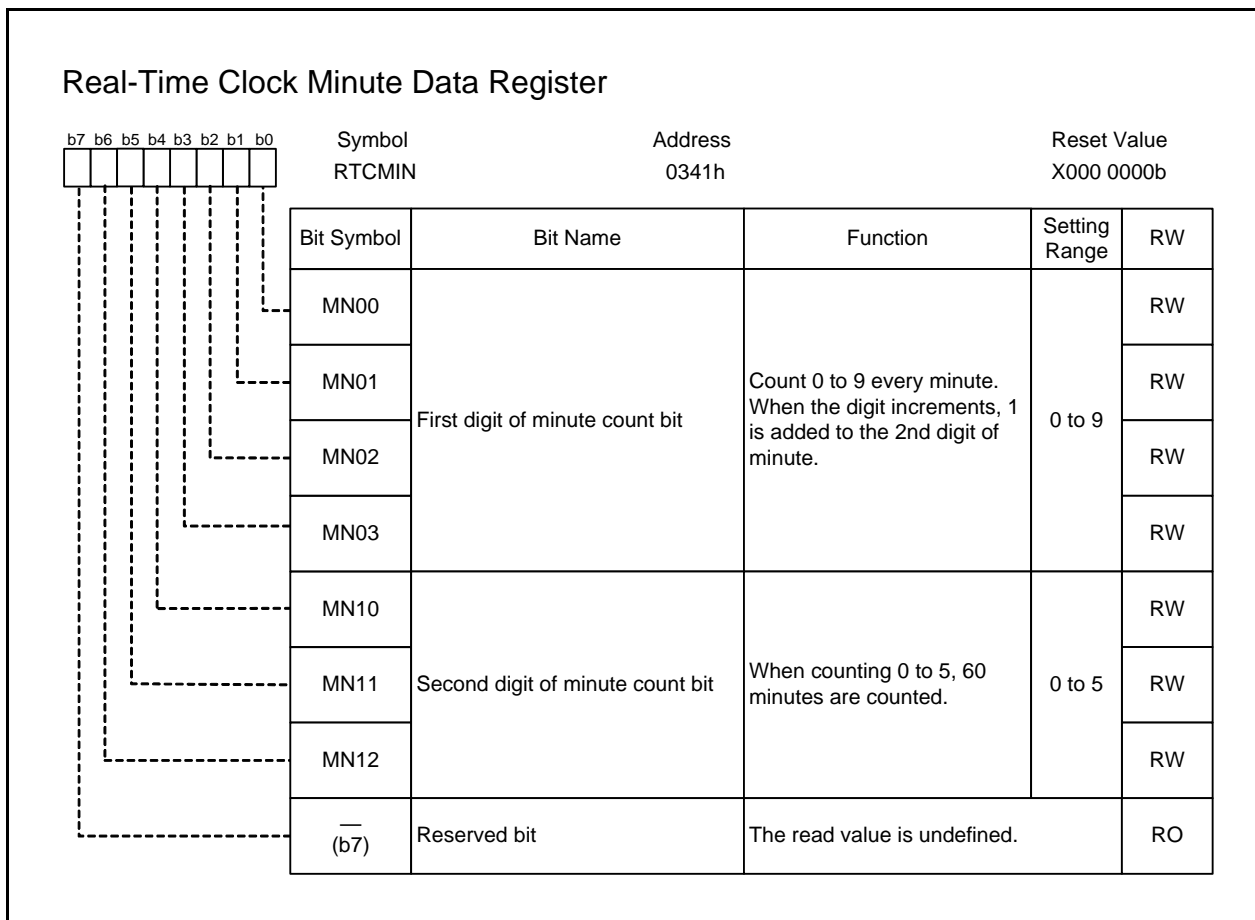 Real-Time Clock Minute Data Register
b7 b6 b5 b4 b3 b2 b1 b0
Symbol Address Reset Value
RTCMIN 0341h X000 0000b
Bit Symbol Bit Name Function Setting Range RW
MN00 RW
MN01 RW
MN02 RW
MN03 RW
First digit of minute count bit
Count 0 to 9 every minute.
When the digit increments, 1
is added to the 2nd digit of
minute.
0 to 9
MN10 RW
MN11 RW
MN12 RW
Second digit of minute count bit
When counting 0 to 5, 60
minutes are counted.
0 to 5
—
(b7) Reserved bit The read value is undefined. RO